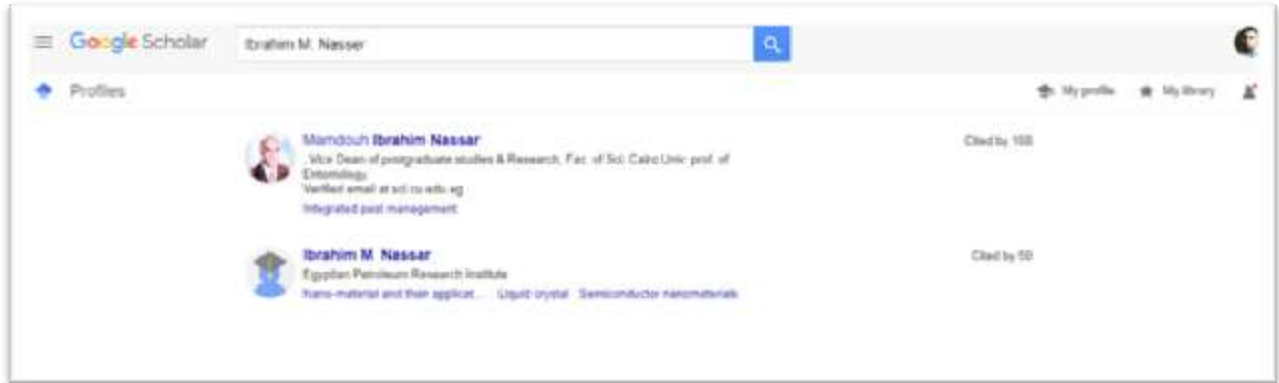 Google Scholar
Ibrahim M. Nasser
Profiles
My profile
My library
Mamdouh Ibrahim Nassar
Cited by
, Vice Dean of postgraduate studies & Research, Fac. of Sci. Cairo Univ. prof. of
Entomology
Verified email at sci.cu.edu.eg
Integrated pest management
Ibrahim M. Nassar
Cited by
Egyptian Petroleum Research Institute
Nano-material and their applicat... Liquid crystal Semiconductor nanomaterials